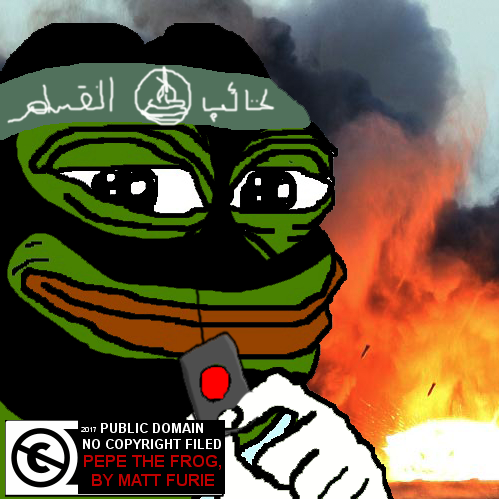 كتائب القسام
2017 PUBLIC DOMAIN
NO COPYRIGHT FILED
PEPE THE FROG,
BY MATT FURIE